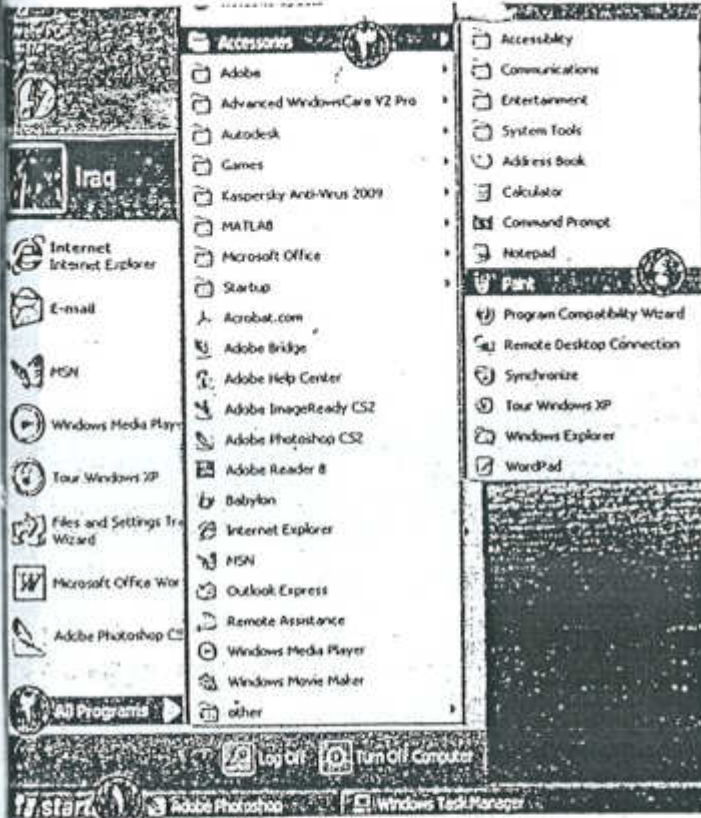 Iraq
Internet
Internet Explorer
E-mail
MSN
Windows Media Playe
Tour Windows XP
Files and Settings Tra
Wizard
Microsoft Office Wor
Adobe Photoshop CS
All Programs
Accessories
Adobe
Advanced WindowsCare V2 Pro
Autodesk
Games
Kaspersky Anti-Virus 2009
MATLAB
Microsoft Office
Startup
Acrobat.com
Adobe Bridge
Adobe Help Center
Adobe ImageReady CS2
Adobe Photoshop CS2
Adobe Reader 8
Babylon
Internet Explorer
MSN
Outlook Express
Remote Assistance
Windows Media Player
Windows Movie Maker
other
Accessibility
Communications
Entertainment
System Tools
Address Book
Calculator
Command Prompt
Notepad
Paint
Program Compatibility Wizard
Remote Desktop Connection
Synchronize
Tour Windows XP
Windows Explorer
WordPad
Log Off
Turn Off Computer
start
Adobe Photoshop
Windows Task Manager